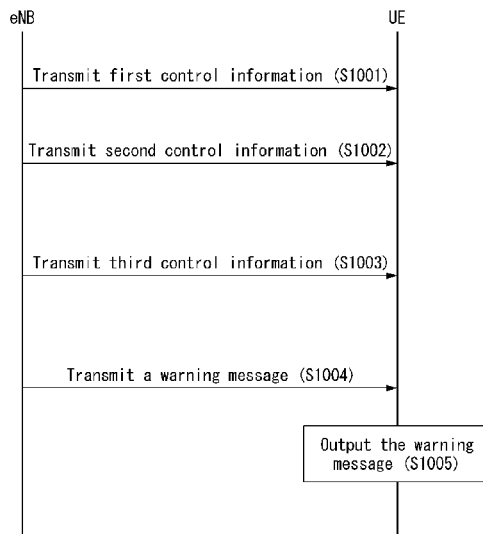 eNB UE
Transmit first control information (S1001)
Transmit second control information (S1002)
Transmit third control information (S1003)
Transmit a warning message (S1004)
Output the warning
message (S1005)